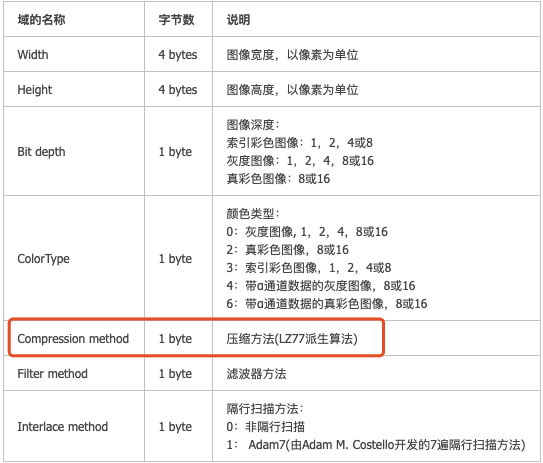 域的名称 字节数 说明
Width 4 bytes 图像宽度，以像素为单位
Height 4 bytes 图像高度，以像素为单位
Bit depth 1 byte 图像深度：
索引彩色图像：1，2，4或8
灰度图像：1，2，4，8或16
真彩色图像：8或16
ColorType 1 byte 颜色类型：
0：灰度图像, 1，2，4，8或16
2：真彩色图像，8或16
3：索引彩色图像，1，2，4或8
4：带α通道数据的灰度图像，8或16
6：带α通道数据的真彩色图像，8或16
Compression method 1 byte 压缩方法(LZ77派生算法)
Filter method 1 byte 滤波器方法
Interlace method 1 byte 隔行扫描方法：
0：非隔行扫描
1： Adam7(由Adam M. Costello开发的7遍隔行扫描方法)